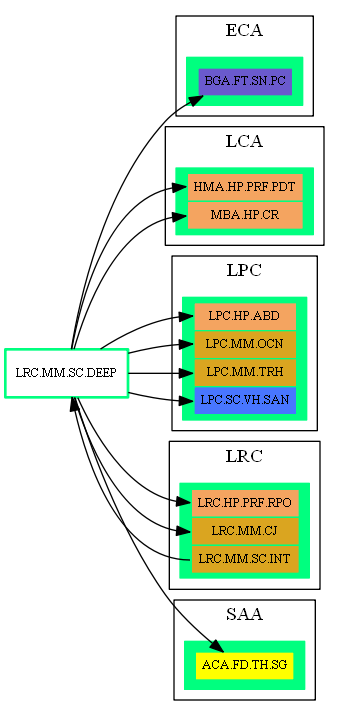 ECA
BGA.FT.SN.PC
LCA
HMA.HP.PRF.PDT
MBA.HP.CR
LPC
LPC.HP.ABD
LPC.MM.OCN
LRC.MM.SC.DEEP
LPC.MM.TRH
LPC.SC.VH.SAN
LRC
LRC.HP.PRF.RPO
LRC.MM.CJ
LRC.MM.SC.INT
SAA
ACA.FD.TH.SG